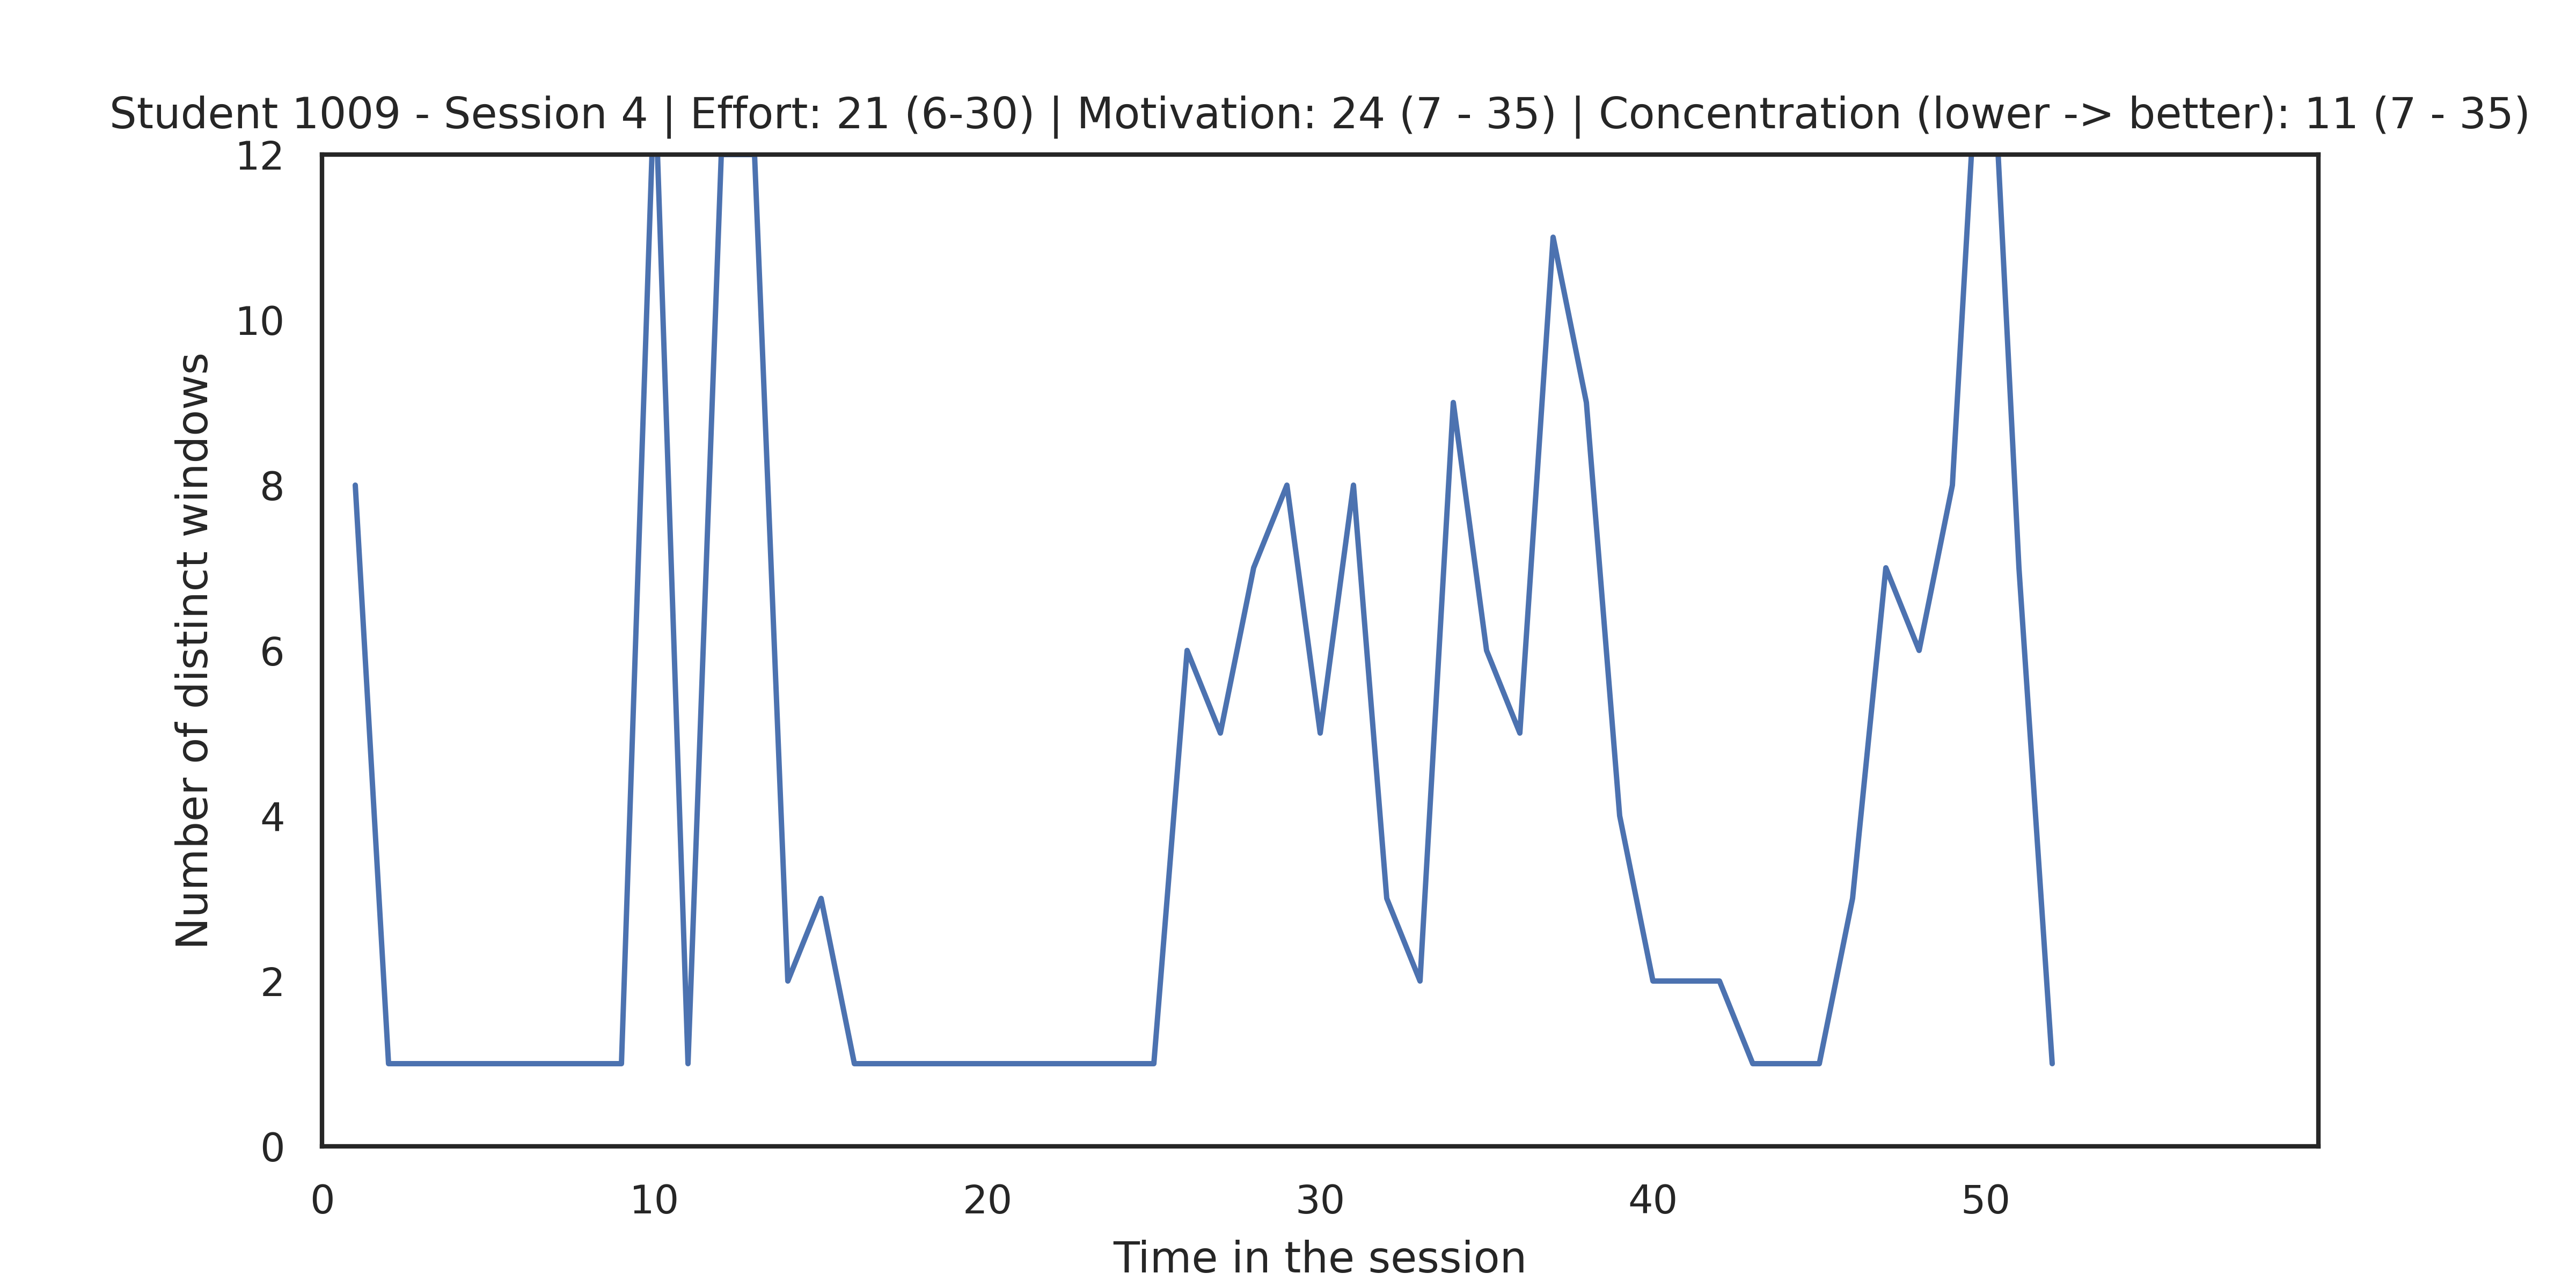 Student 1009 - Session 4 | Effort: 21 (6-30) | Motivation: 24 (7 - 35) | Concentration (lower -> better): 11 (7 - 35)
12
10
8
6
4
2
0
Number of distinct windows
0 10 20 30 40 50
Time in the session